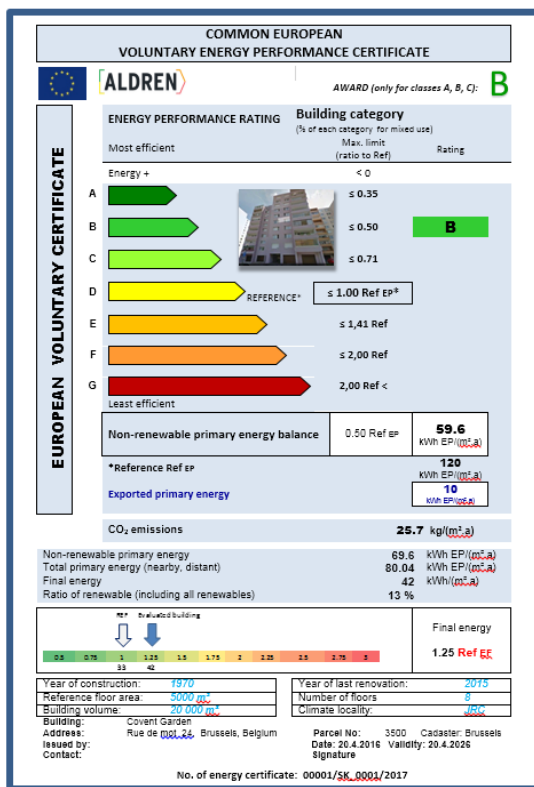 COMMON EUROPEAN
VOLUNTARY ENERGY PERFORMANCE CERTIFICATE
ALDREN
AWARD (only for classes A, B, C): B
EUROPEAN VOLUNTARY CERTIFICATE
ENERGY PERFORMANCE RATING
Building category
(% of each category for mixed use)
Most efficient
Max. limit
(ratio to Ref)
Rating
Energy + < 0
A ≤ 0.35
B ≤ 0.50 B
C ≤ 0.71
D REFERENCE* ≤ 1.00 Ref EP*
E ≤ 1,41 Ref
F ≤ 2,00 Ref
G 2,00 Ref <
Least efficient
Non-renewable primary energy balance 0.50 Ref EP 59.6
kWh EP/(m².a)
*Reference Ref EP 120
kWh EP/(m².a)
Exported primary energy 10
kWh EP/(m².a)
CO₂ emissions 25.7 kg/(m².a)
Non-renewable primary energy 69.6 kWh EP/(m².a)
Total primary energy (nearby, distant) 80.04 kWh EP/(m².a)
Final energy 42 kWh/(m².a)
Ratio of renewable (including all renewables) 13 %
REF Evaluated building
Final energy
0.5 0.75 1 1.25 1.5 1.75 2 2.25 2.5 2.75 3
33 42
1.25 Ref EF
Year of construction: 1970
Reference floor area: 5000 m²
Building volume: 20 000 m³
Year of last renovation: 2015
Number of floors 8
Climate locality: JRC
Building: Covent Garden
Address: Rue de mot 24, Brussels, Belgium
Parcel No: 3500 Cadaster: Brussels
Issued by:
Date: 20.4.2016 Validity: 20.4.2026
Contact:
Signature
No. of energy certificate: 00001/SK_0001/2017